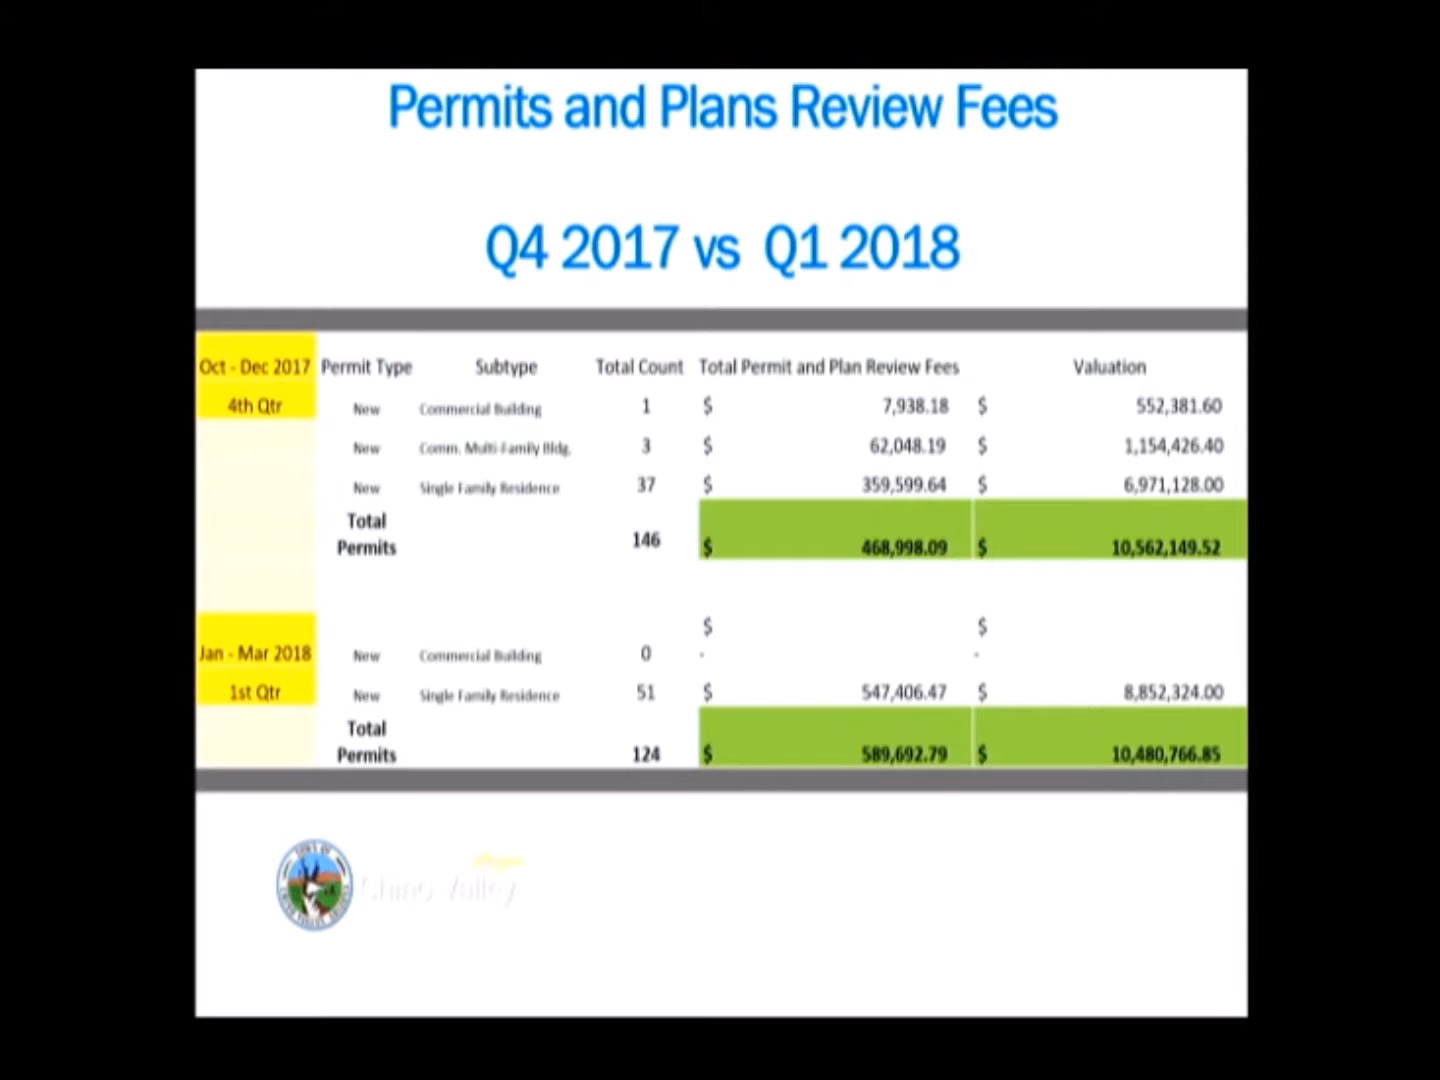 Permits and Plans Review Fees
Q4 2017 vs Q1 2018
Oct - Dec 2017 Permit Type Subtype Total Count Total Permit and Plan Review Fees Valuation
4th Qtr New Commercial Building 1 $ 7,938.18 $ 552,381.60
New Comm. Multi-Family Bldg. 3 $ 62,048.19 $ 1,154,426.40
New Single Family Residence 37 $ 359,599.64 $ 6,971,128.00
Total
Permits 146 $ 468,998.09 $ 10,562,149.52
$ $
Jan - Mar 2018 New Commercial Building 0 - -
1st Qtr New Single Family Residence 51 $ 547,406.47 $ 8,852,324.00
Total
Permits 124 $ 589,692.79 $ 10,480,766.85
Chino Valley